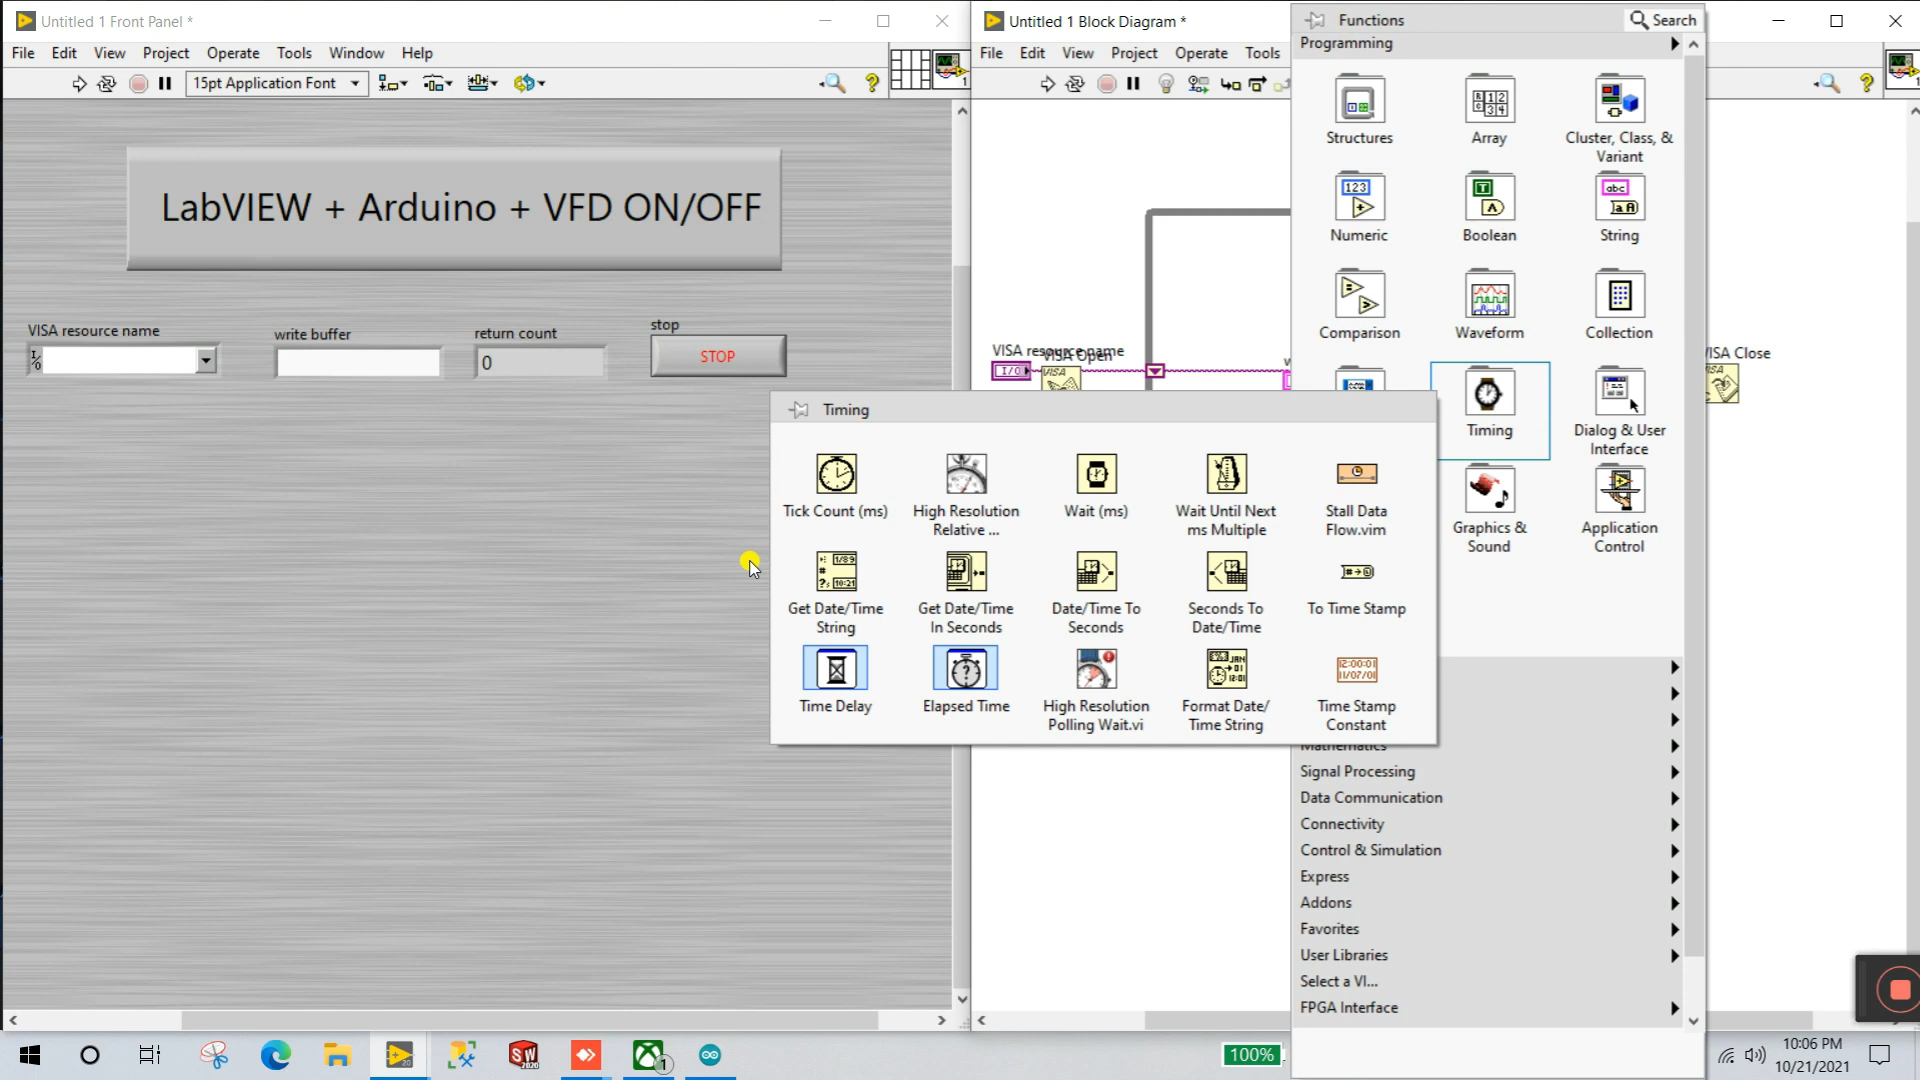 Untitled 1 Front Panel *
File Edit View Project Operate Tools Window Help
15pt Application Font
1
LabVIEW + Arduino + VFD ON/OFF
VISA resource name
write buffer
return count
0
stop
STOP
Untitled 1 Block Diagram *
File Edit View Project Operate Tools
VISA resource name
VISA Open
I/O
VISA
VISA Close
Functions
Search
Programming
Structures
Array
Cluster, Class, &
Variant
Numeric
Boolean
String
Comparison
Waveform
Collection
Timing
Dialog & User
Interface
Graphics &
Sound
Application
Control
Timing
Tick Count (ms)
High Resolution
Relative ...
Wait (ms)
Wait Until Next
ms Multiple
Stall Data
Flow.vim
Get Date/Time
String
Get Date/Time
In Seconds
Date/Time To
Seconds
Seconds To
Date/Time
To Time Stamp
Time Delay
Elapsed Time
High Resolution
Polling Wait.vi
Format Date/
Time String
Time Stamp
Constant
Mathematics
Signal Processing
Data Communication
Connectivity
Control & Simulation
Express
Addons
Favorites
User Libraries
Select a VI...
FPGA Interface
100%
10:06 PM
10/21/2021